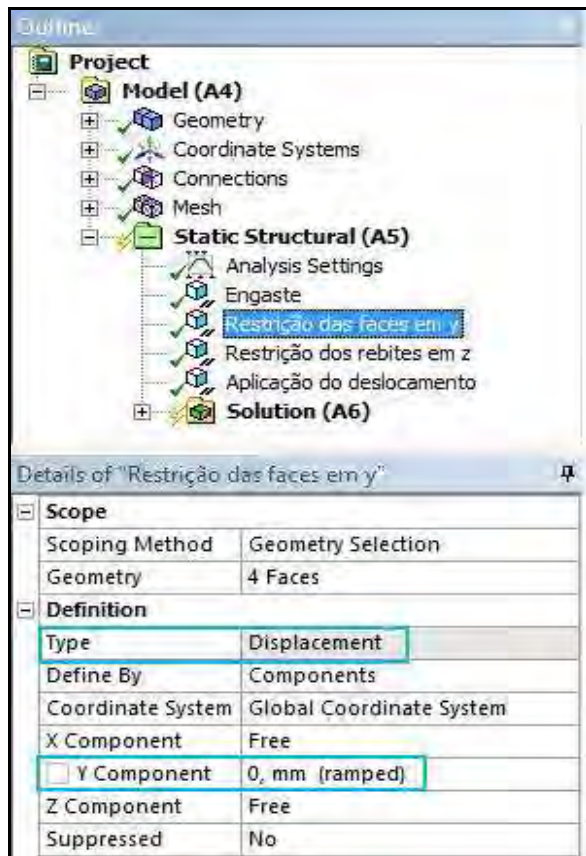 Outline
Project
Model (A4)
Geometry
Coordinate Systems
Connections
Mesh
Static Structural (A5)
Analysis Settings
Engaste
Restrição das faces em y
Restrição dos rebites em z
Aplicação do deslocamento
Solution (A6)
Details of "Restrição das faces em y"
Scope
Scoping Method Geometry Selection
Geometry 4 Faces
Definition
Type Displacement
Define By Components
Coordinate System Global Coordinate System
X Component Free
Y Component 0, mm (ramped)
Z Component Free
Suppressed No